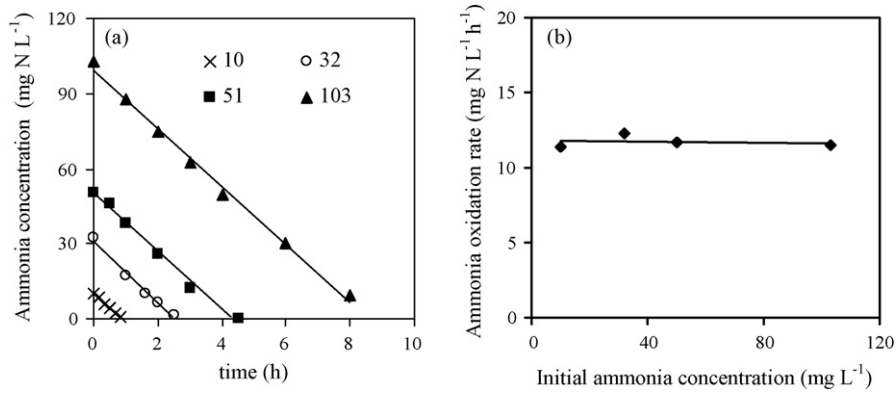 (a)
× 10 ○ 32
■ 51 ▲ 103
Ammonia concentration (mg N L⁻¹)
120
90
60
30
0
0 2 4 6 8 10
time (h)
(b)
Ammonia oxidation rate (mg N L⁻¹ h⁻¹)
20
15
10
5
0
0 40 80 120
Initial ammonia concentration (mg L⁻¹)